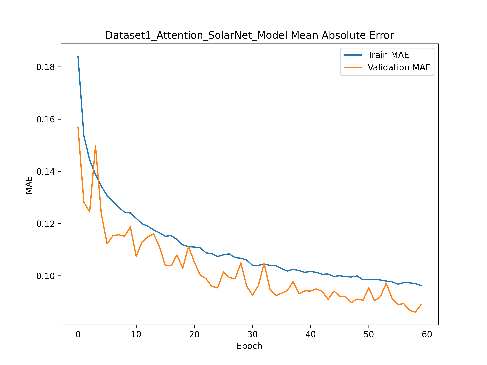 Dataset1_Attention_SolarNet_Model Mean Absolute Error
Train MAE
Validation MAE
0.18
0.16
0.14
0.12
0.10
MAE
0 10 20 30 40 50 60
Epoch